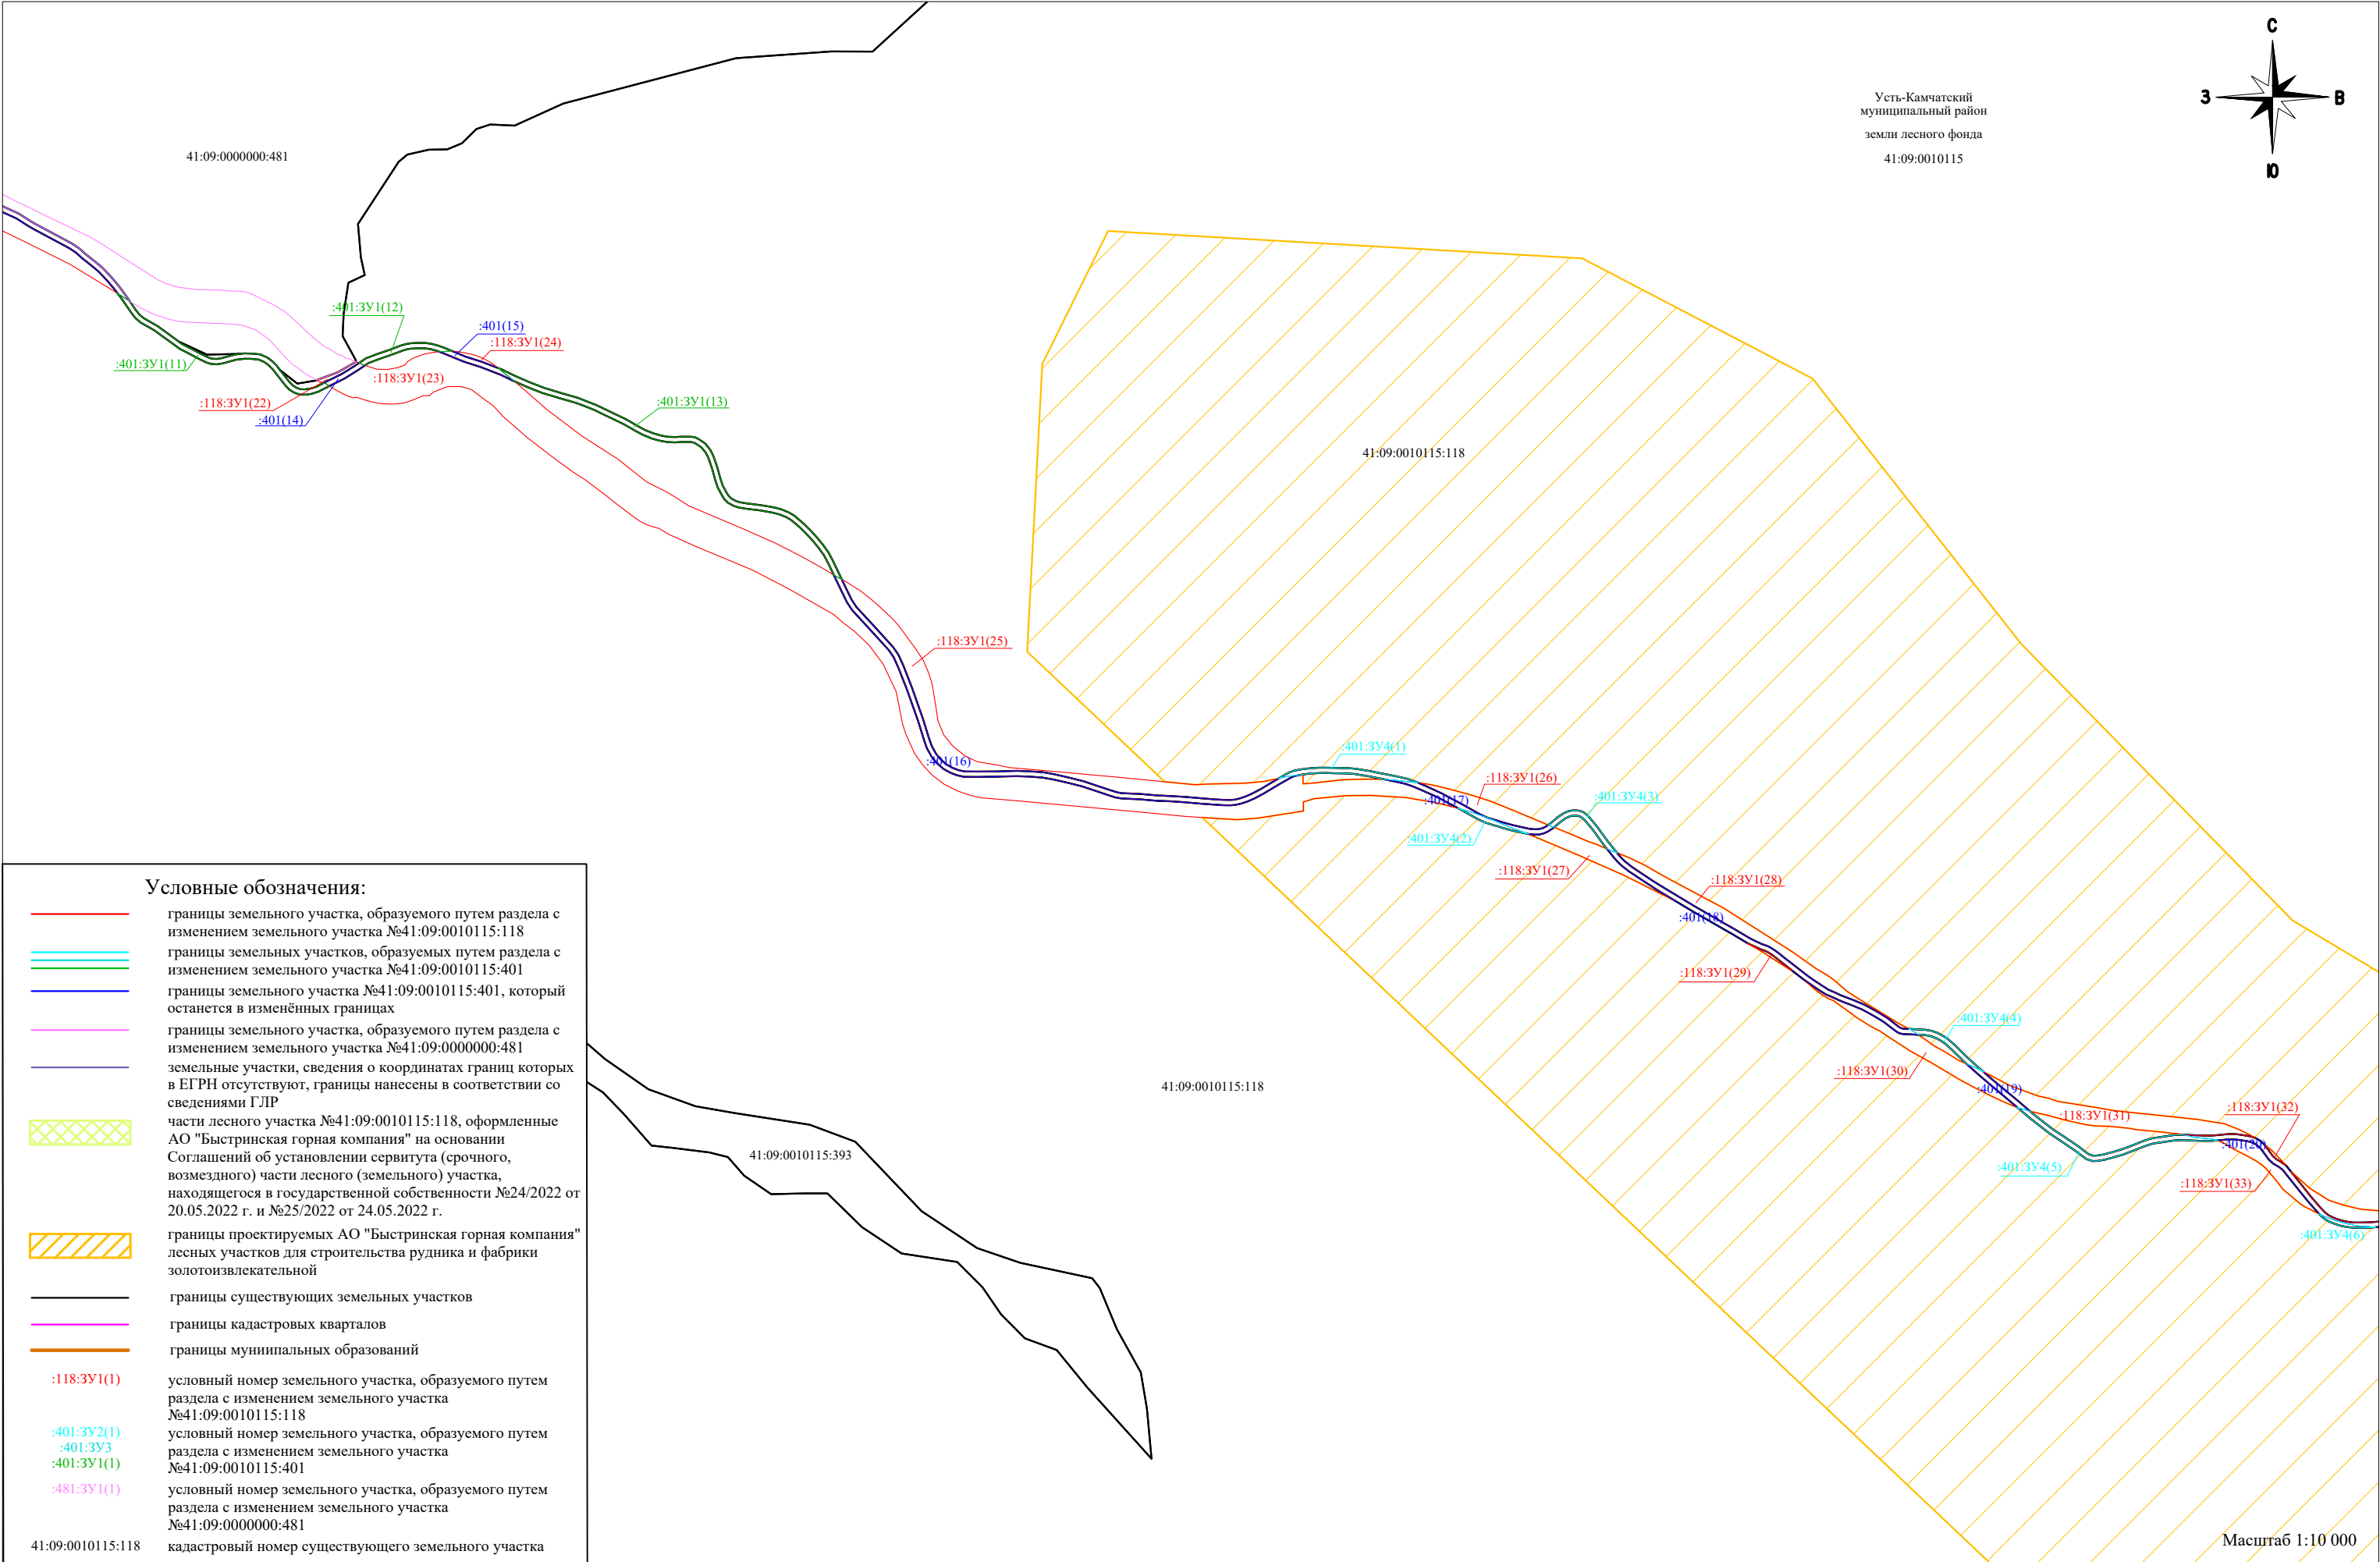 С
З
В
Ю
Усть-Камчатский
муниципальный район
земли лесного фонда
41:09:0010115
41:09:0000000:481
:401:ЗУ1(12)
:401(15)
:118:ЗУ1(24)
:401:ЗУ1(11)
:118:ЗУ1(23)
:118:ЗУ1(22)
:401(14)
:401:ЗУ1(13)
41:09:0010115:118
:118:ЗУ1(25)
:401(16)
:401:ЗУ4(1)
:118:ЗУ1(26)
:401(17)
:401:ЗУ4(3)
:401:ЗУ4(2)
:118:ЗУ1(27)
:118:ЗУ1(28)
:401(18)
:118:ЗУ1(29)
:401:ЗУ4(4)
:118:ЗУ1(30)
:401(19)
:118:ЗУ1(31)
:118:ЗУ1(32)
:401(20)
:401:ЗУ4(5)
:118:ЗУ1(33)
:401:ЗУ4(6)
41:09:0010115:118
41:09:0010115:393
Условные обозначения:
границы земельного участка, образуемого путем раздела с
изменением земельного участка №41:09:0010115:118
границы земельных участков, образуемых путем раздела с
изменением земельного участка №41:09:0010115:401
границы земельного участка №41:09:0010115:401, который
останется в изменённых границах
границы земельного участка, образуемого путем раздела с
изменением земельного участка №41:09:0000000:481
земельные участки, сведения о координатах границ которых
в ЕГРН отсутствуют, границы нанесены в соответствии со
сведениями ГЛР
части лесного участка №41:09:0010115:118, оформленные
АО "Быстринская горная компания" на основании
Соглашений об установлении сервитута (срочного,
возмездного) части лесного (земельного) участка,
находящегося в государственной собственности №24/2022 от
20.05.2022 г. и №25/2022 от 24.05.2022 г.
границы проектируемых АО "Быстринская горная компания"
лесных участков для строительства рудника и фабрики
золотоизвлекательной
границы существующих земельных участков
границы кадастровых кварталов
границы муниипальных образований
:118:ЗУ1(1)
условный номер земельного участка, образуемого путем
раздела с изменением земельного участка
№41:09:0010115:118
:401:ЗУ2(1)
:401:ЗУ3
:401:ЗУ1(1)
условный номер земельного участка, образуемого путем
раздела с изменением земельного участка
№41:09:0010115:401
:481:ЗУ1(1)
условный номер земельного участка, образуемого путем
раздела с изменением земельного участка
№41:09:0000000:481
41:09:0010115:118 кадастровый номер существующего земельного участка
Масштаб 1:10 000